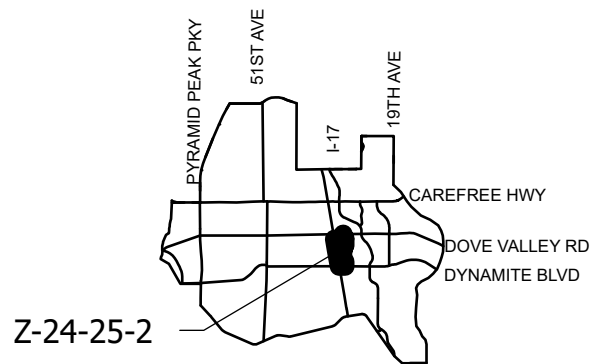 PYRAMID PEAK PKY
51ST AVE
I-17
19TH AVE
CAREFREE HWY
DOVE VALLEY RD
DYNAMITE BLVD
Z-24-25-2